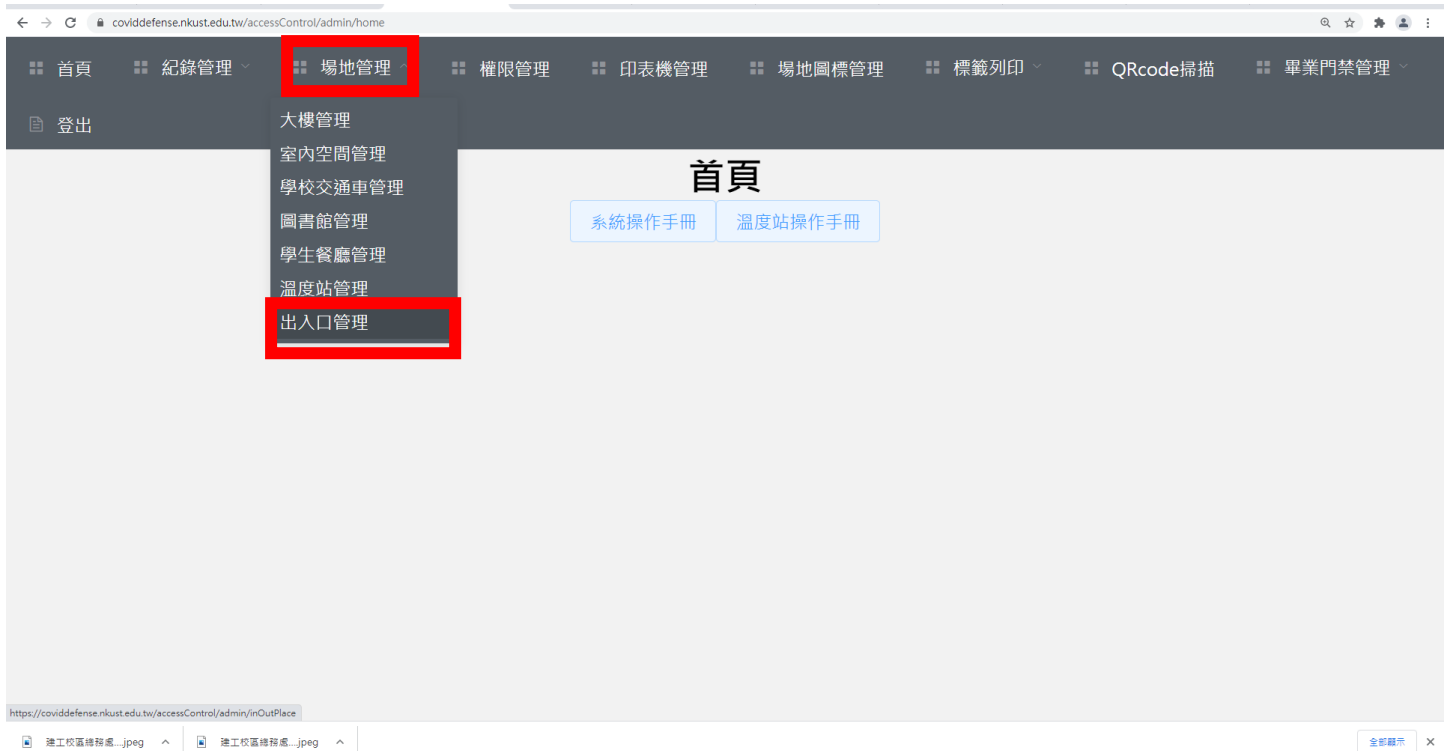 coviddefense.nkust.edu.tw/accessControl/admin/home
首頁 紀錄管理 場地管理 權限管理 印表機管理 場地圖標管理 標籤列印 QRcode掃描 畢業門禁管理
登出
大樓管理
室內空間管理
學校交通車管理
圖書館管理
學生餐廳管理
溫度站管理
出入口管理
首頁
系統操作手冊 溫度站操作手冊
https://coviddefense.nkust.edu.tw/accessControl/admin/inOutPlace
建工校區總務處....jpeg 建工校區總務處....jpeg 全部顯示